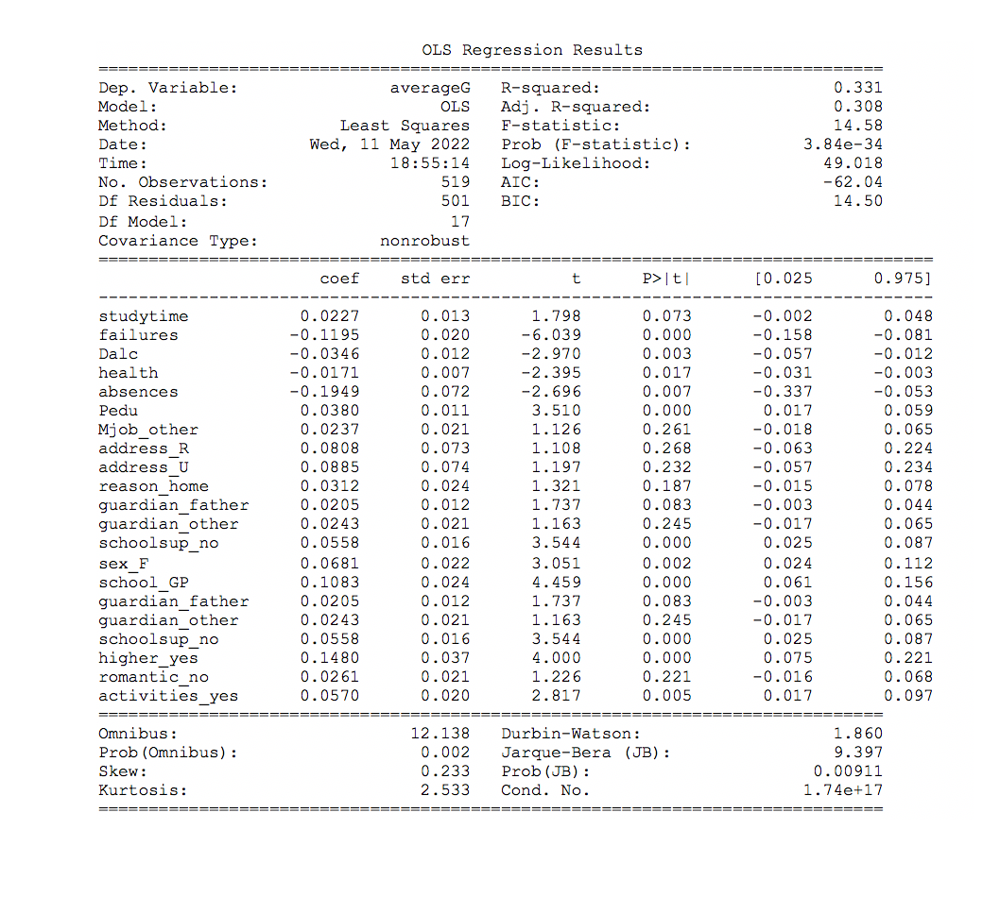 OLS Regression Results
==============================================================================
Dep. Variable: averageG R-squared: 0.331
Model: OLS Adj. R-squared: 0.308
Method: Least Squares F-statistic: 14.58
Date: Wed, 11 May 2022 Prob (F-statistic): 3.84e-34
Time: 18:55:14 Log-Likelihood: 49.018
No. Observations: 519 AIC: -62.04
Df Residuals: 501 BIC: 14.50
Df Model: 17
Covariance Type: nonrobust
===================================================================================
coef std err t P>|t| [0.025 0.975]
-----------------------------------------------------------------------------------
studytime 0.0227 0.013 1.798 0.073 -0.002 0.048
failures -0.1195 0.020 -6.039 0.000 -0.158 -0.081
Dalc -0.0346 0.012 -2.970 0.003 -0.057 -0.012
health -0.0171 0.007 -2.395 0.017 -0.031 -0.003
absences -0.1949 0.072 -2.696 0.007 -0.337 -0.053
Pedu 0.0380 0.011 3.510 0.000 0.017 0.059
Mjob_other 0.0237 0.021 1.126 0.261 -0.018 0.065
address_R 0.0808 0.073 1.108 0.268 -0.063 0.224
address_U 0.0885 0.074 1.197 0.232 -0.057 0.234
reason_home 0.0312 0.024 1.321 0.187 -0.015 0.078
guardian_father 0.0205 0.012 1.737 0.083 -0.003 0.044
guardian_other 0.0243 0.021 1.163 0.245 -0.017 0.065
schoolsup_no 0.0558 0.016 3.544 0.000 0.025 0.087
sex_F 0.0681 0.022 3.051 0.002 0.024 0.112
school_GP 0.1083 0.024 4.459 0.000 0.061 0.156
guardian_father 0.0205 0.012 1.737 0.083 -0.003 0.044
guardian_other 0.0243 0.021 1.163 0.245 -0.017 0.065
schoolsup_no 0.0558 0.016 3.544 0.000 0.025 0.087
higher_yes 0.1480 0.037 4.000 0.000 0.075 0.221
romantic_no 0.0261 0.021 1.226 0.221 -0.016 0.068
activities_yes 0.0570 0.020 2.817 0.005 0.017 0.097
==============================================================================
Omnibus: 12.138 Durbin-Watson: 1.860
Prob(Omnibus): 0.002 Jarque-Bera (JB): 9.397
Skew: 0.233 Prob(JB): 0.00911
Kurtosis: 2.533 Cond. No. 1.74e+17
==============================================================================